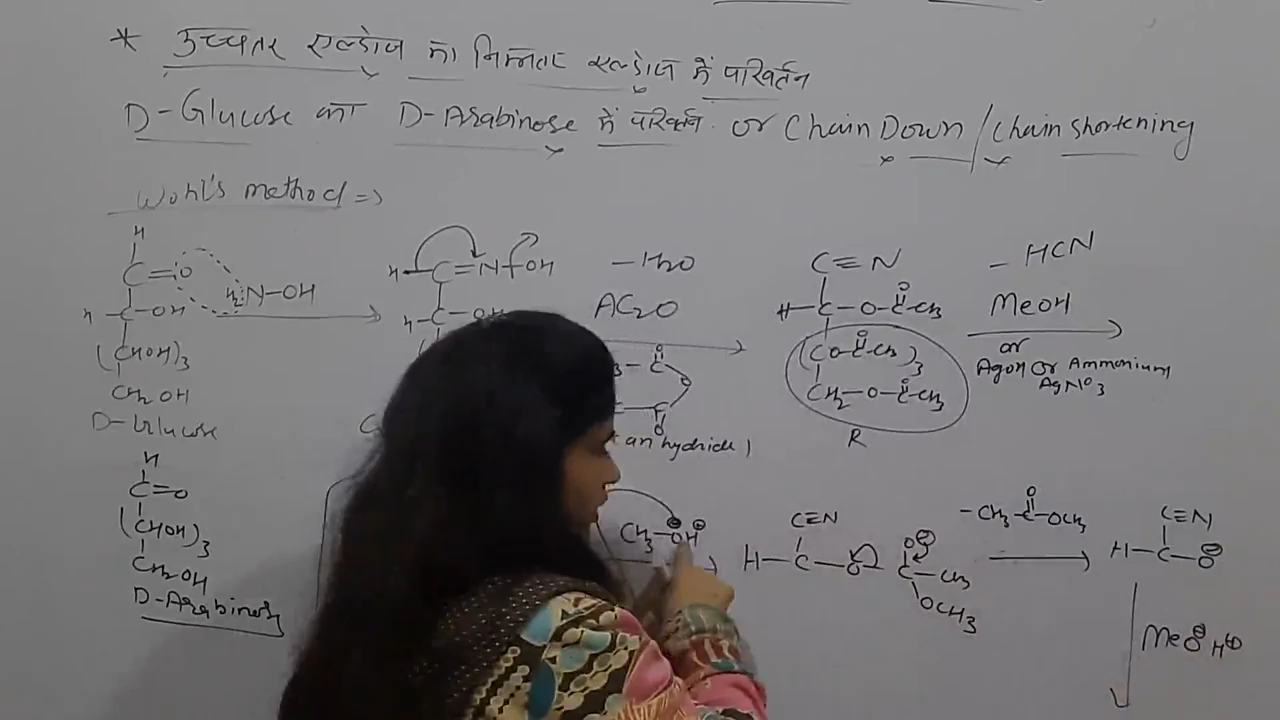 * उच्चतर एल्डोज का निम्नतर एल्डोज में परिवर्तन
D-Glucose का D-Arabinose में परिवर्तन or Chain Down/Chain shortening
Wohl's method =>
H
C=O
H-C-OH
(CHOH)3
CH2OH
D-Glucose
H2N-OH
H-C=N-OH
H-C-OH
-H2O
AC2O
anhydride)
C≡N
H-C-O-C-CH3
O
(CO-C-CH3)3
O
CH2-O-C-CH3
O
R
-HCN
MeOH
or
AgOH or Ammonium
AgNO3
H
C=O
(CHOH)3
CH2OH
D-Arabinose
CH3-OH
C≡N
H-C-O-C-CH3
O
OCH3
-CH3-C-OCH3
O
C≡N
H-C-O
MeO H